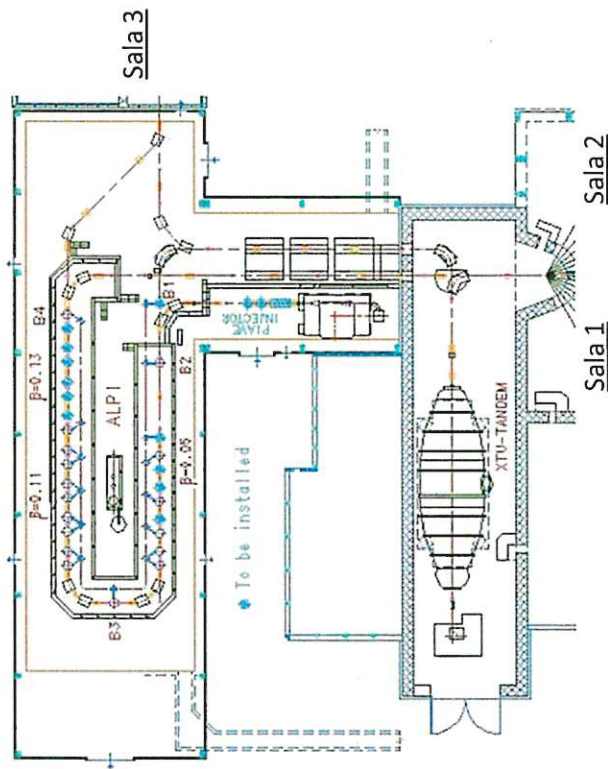 Sala 3
B4
β=0.13
β=0.11
ALPI
B1
B2
β=0.05
B3
PIAVE
INJECTOR
To be installed
XTU-TANDEM
Sala 2
Sala 1